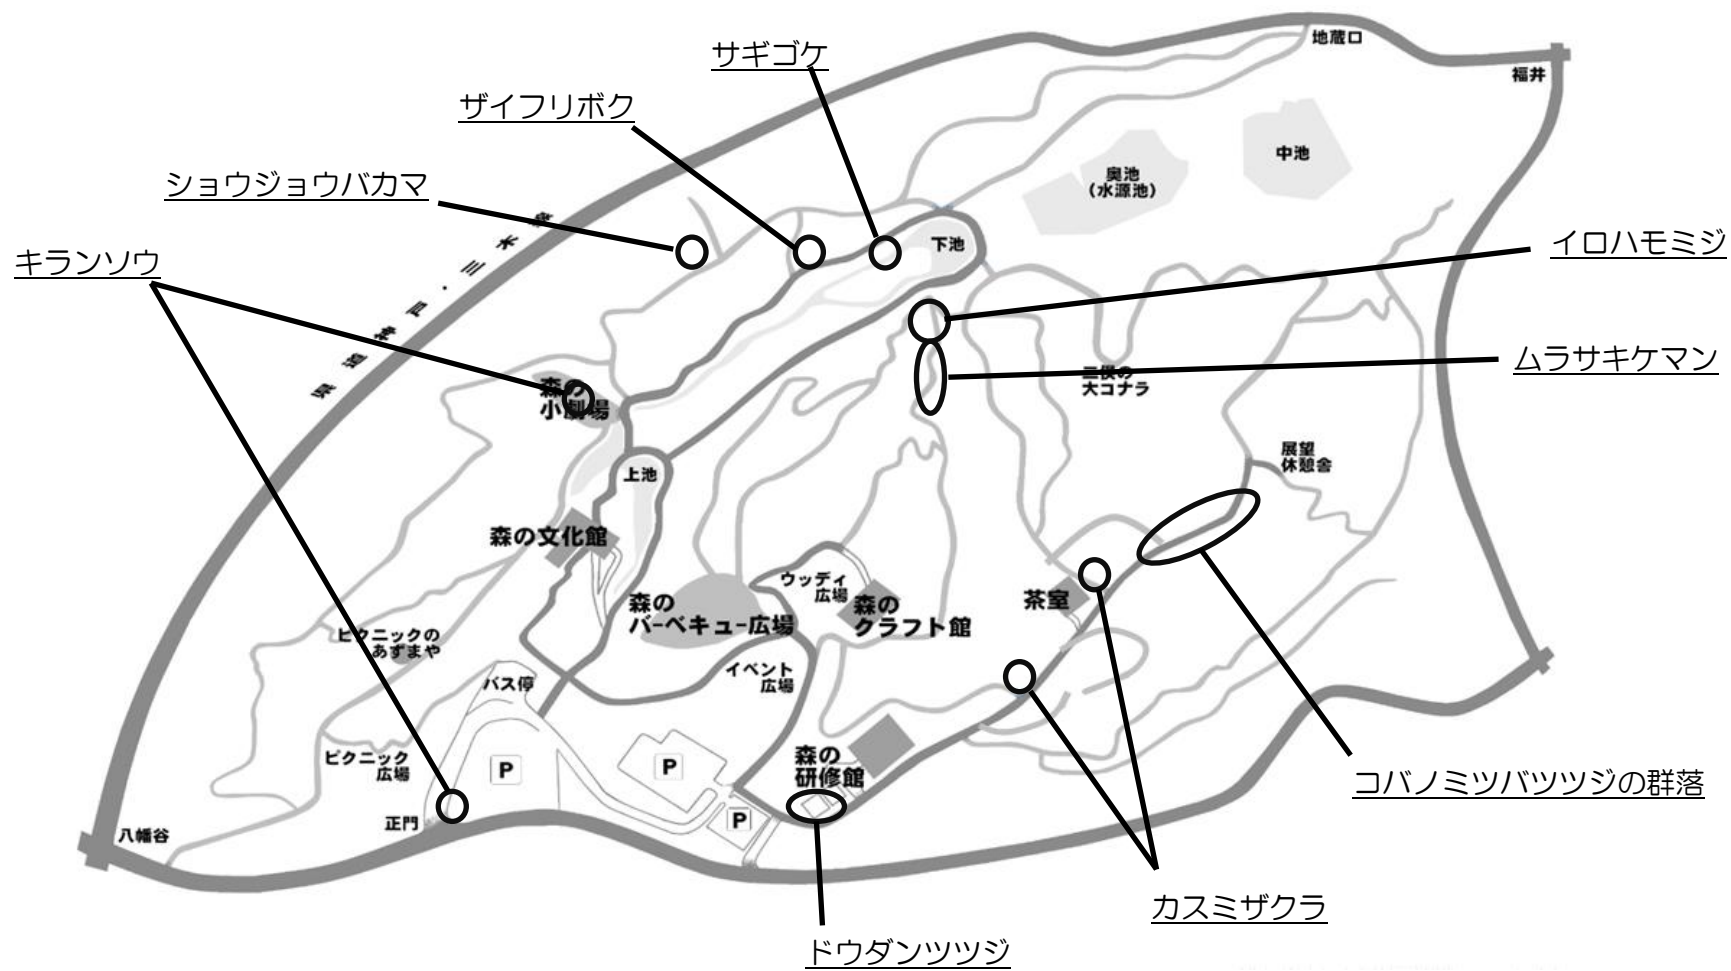 地蔵口
サギゴケ
福井
ザイフリボク
中池
奥池
(水源池)
ショウジョウバカマ
下池
イロハモミジ
キランソウ
県道神戸・三木線
ムラサキケマン
三俣の
大コナラ
森の
小劇場
展望
休憩舎
上池
森の文化館
ウッディ
広場
森の
バーベキュー広場
森の
クラフト館
茶室
ピクニックの
あずまや
イベント
広場
バス停
ピクニック
広場
P
P
森の
研修館
コバノミツバツツジの群落
正門
P
八幡谷
カスミザクラ
ドウダンツツジ